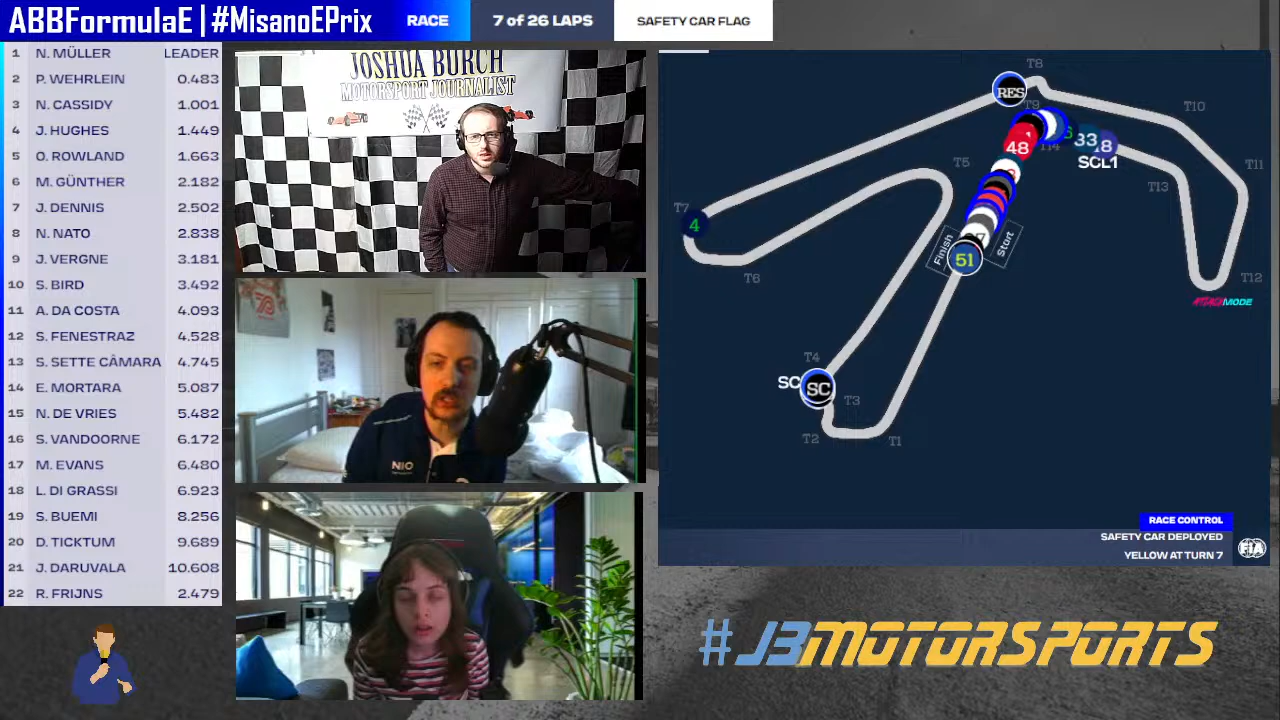 ABBFormulaE | #MisanoEPrix
RACE
7 of 26 LAPS
SAFETY CAR FLAG
1 N. MÜLLER LEADER
2 P. WEHRLEIN 0.483
3 N. CASSIDY 1.001
4 J. HUGHES 1.449
5 O. ROWLAND 1.663
6 M. GÜNTHER 2.182
7 J. DENNIS 2.502
8 N. NATO 2.838
9 J. VERGNE 3.181
10 S. BIRD 3.492
11 A. DA COSTA 4.093
12 S. FENESTRAZ 4.528
13 S. SETTE CÂMARA 4.745
14 E. MORTARA 5.087
15 N. DE VRIES 5.482
16 S. VANDOORNE 6.172
17 M. EVANS 6.480
18 L. DI GRASSI 6.923
19 S. BUEMI 8.256
20 D. TICKTUM 9.689
21 J. DARUVALA 10.608
22 R. FRIJNS 2.479
JOSHUA BURCH
MOTORSPORT JOURNALIST
NIO
T8
RES
T9
T10
33
T14
48
SCL1
T5
T11
T13
T7
4
Finish
Start
51
T6
T12
ATTACK MODE
T4
SC
SC
T3
T2
T1
RACE CONTROL
SAFETY CAR DEPLOYED
YELLOW AT TURN 7
FIA
#JBMOTORSPORTS